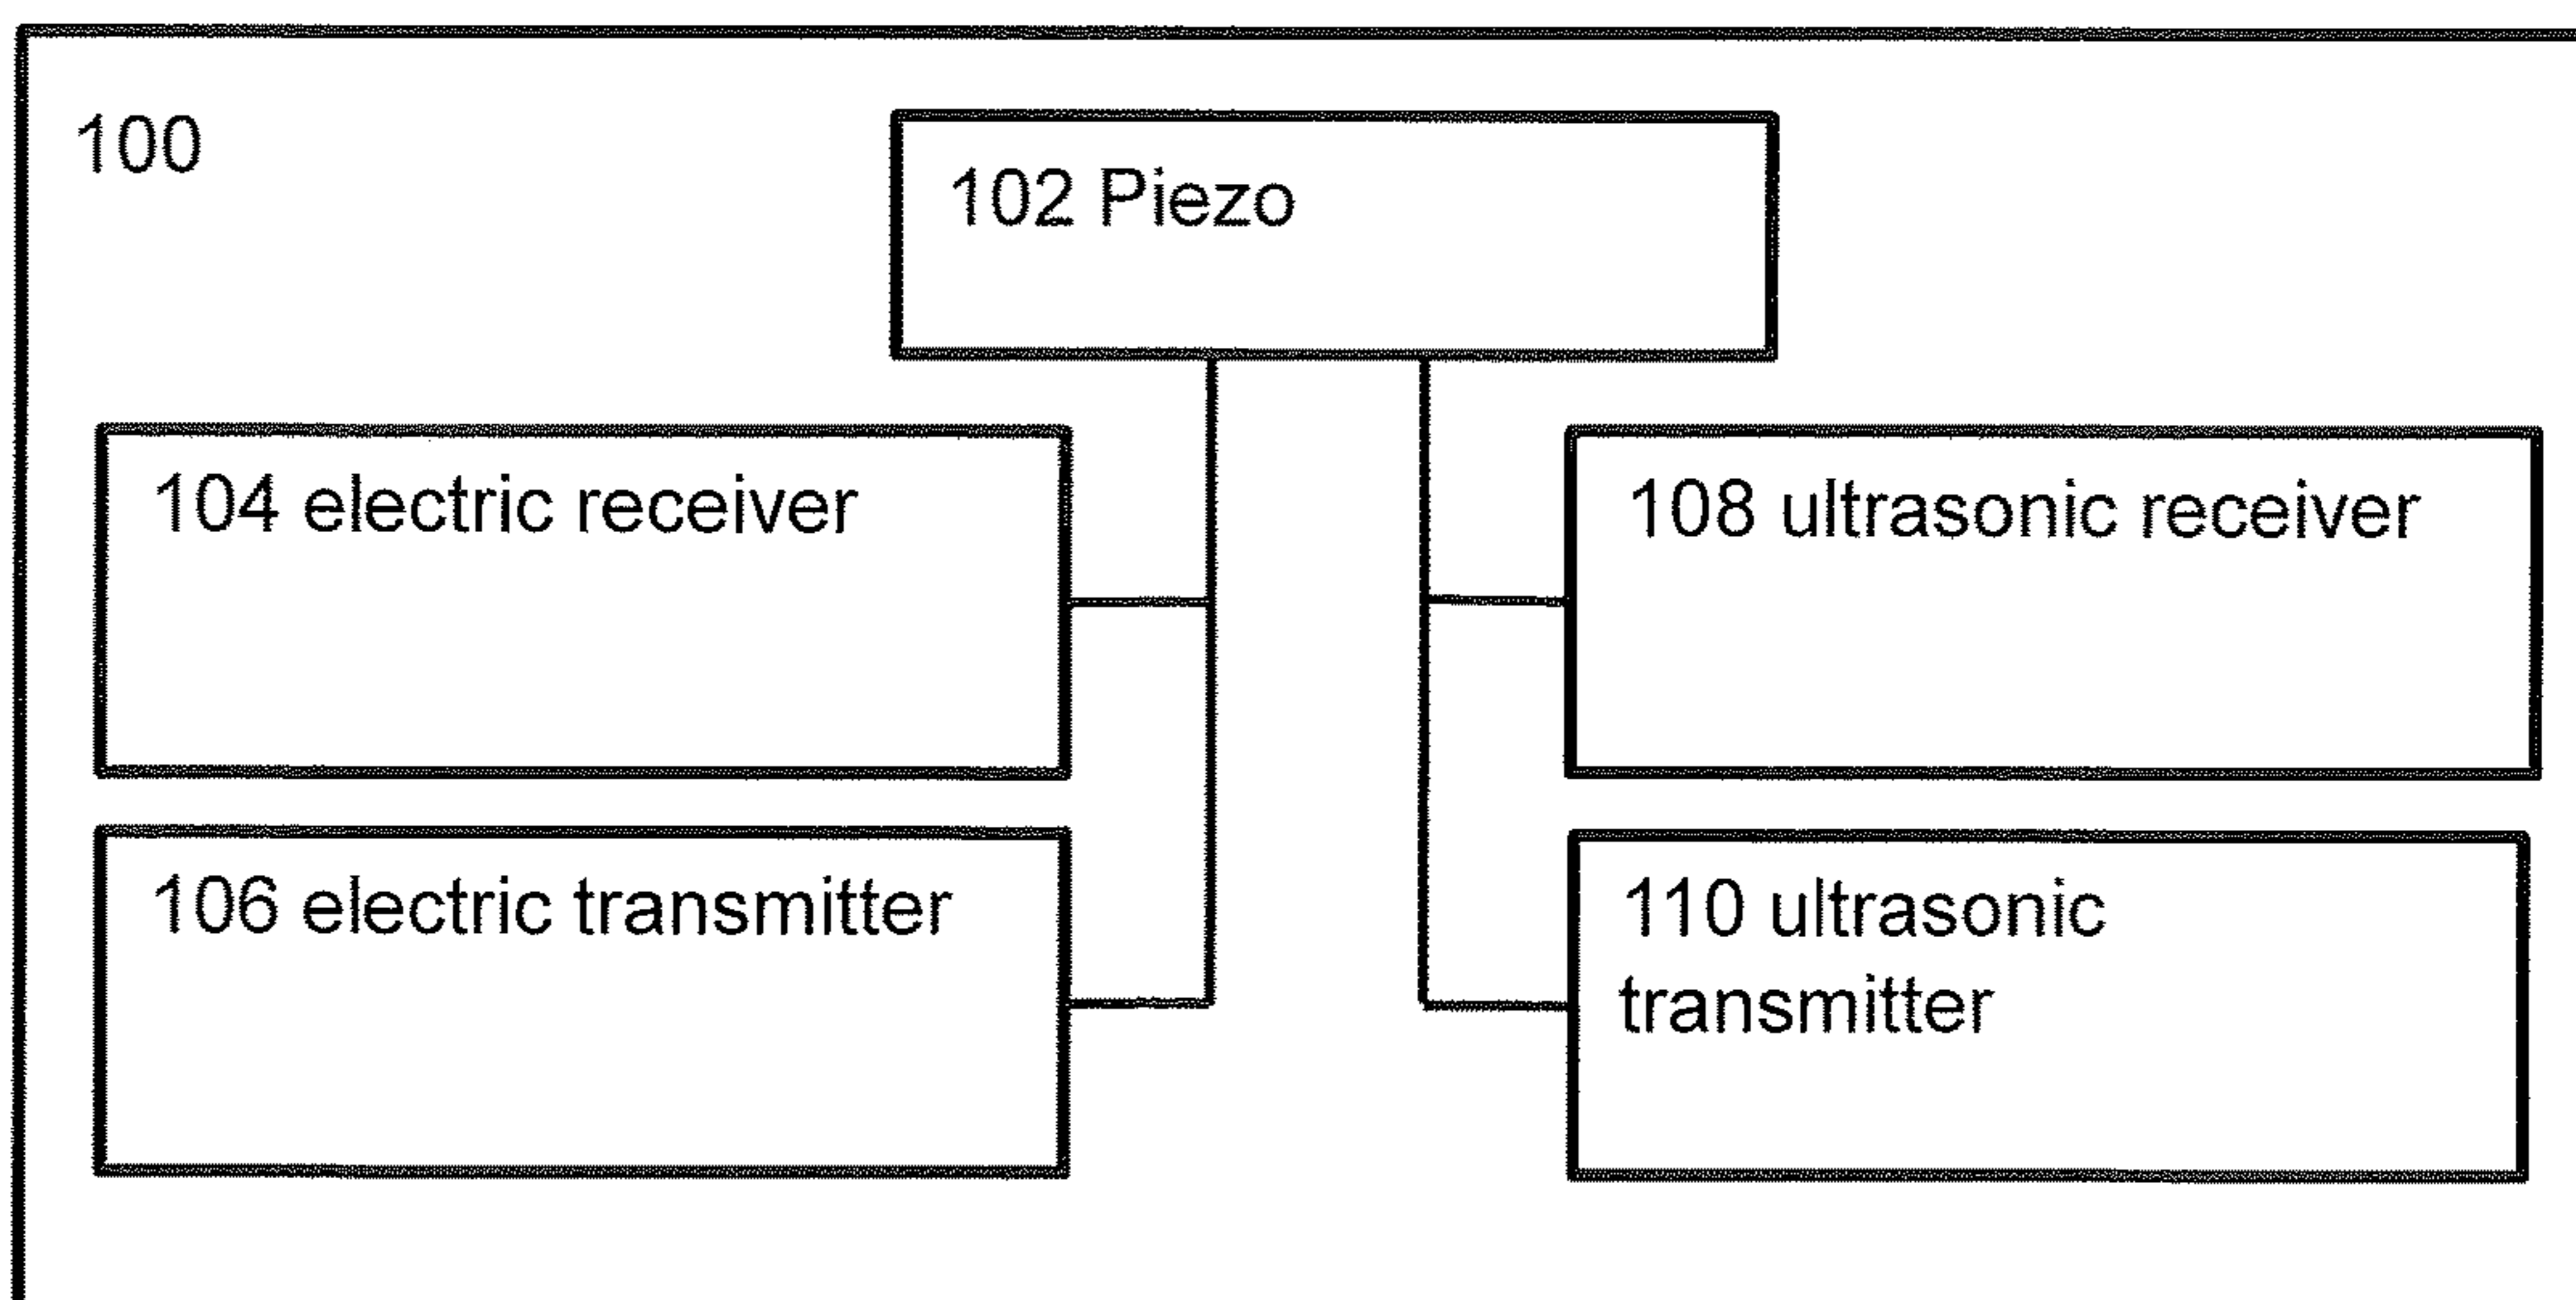 100
102 Piezo
104 electric receiver
108 ultrasonic receiver
106 electric transmitter
110 ultrasonic
transmitter